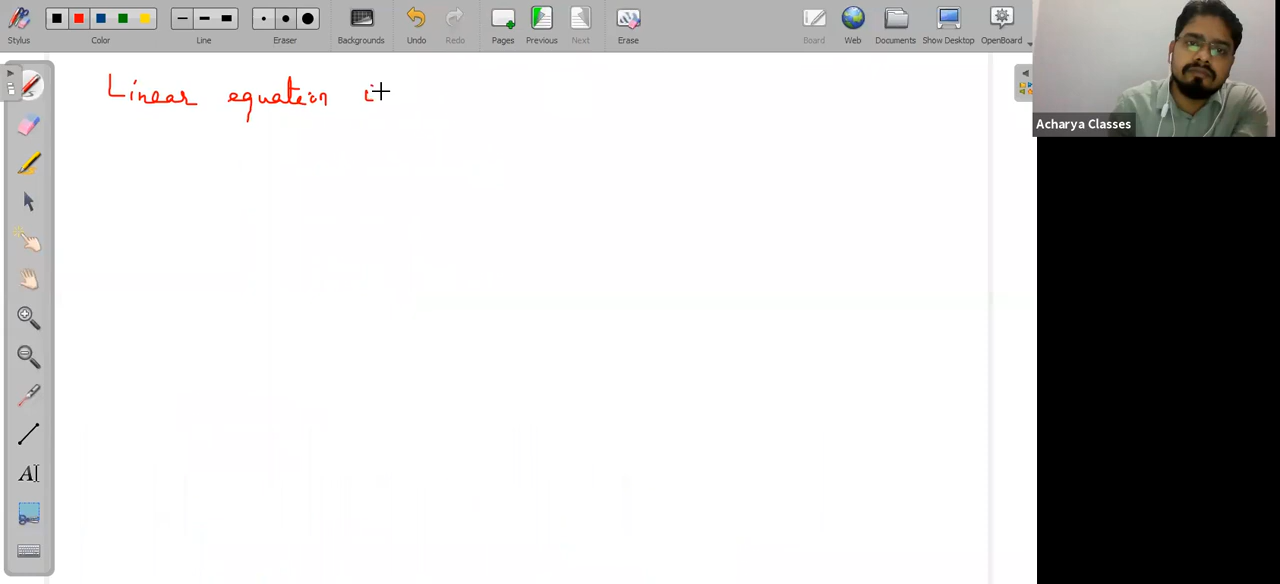 Stylus Color Line Eraser Backgrounds Undo Redo Pages Previous Next Erase Board Web Documents Show Desktop OpenBoard
Linear equation i
Acharya Classes